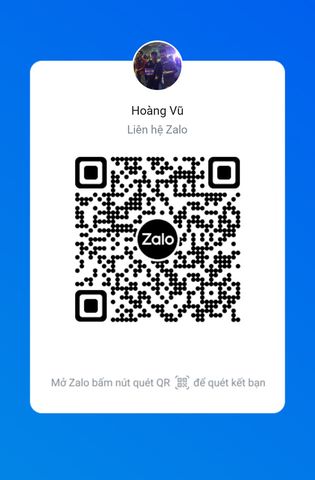 Hoàng Vũ
Liên hệ Zalo
Zalo
Mở Zalo bấm nút quét QR để quét kết bạn